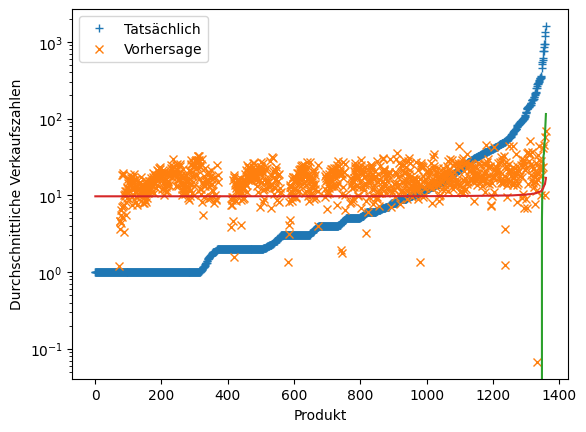 Tatsächlich
Vorhersage
Durchschnittliche Verkaufszahlen
10³
10²
10¹
10⁰
10⁻¹
0 200 400 600 800 1000 1200 1400
Produkt